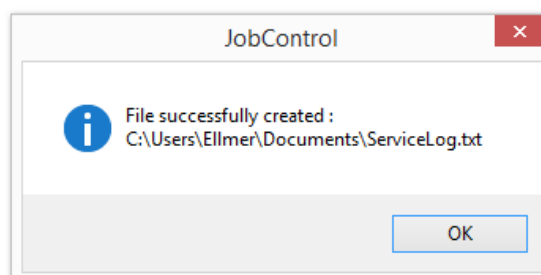 JobControl
File successfully created :
C:\Users\Ellmer\Documents\ServiceLog.txt
OK